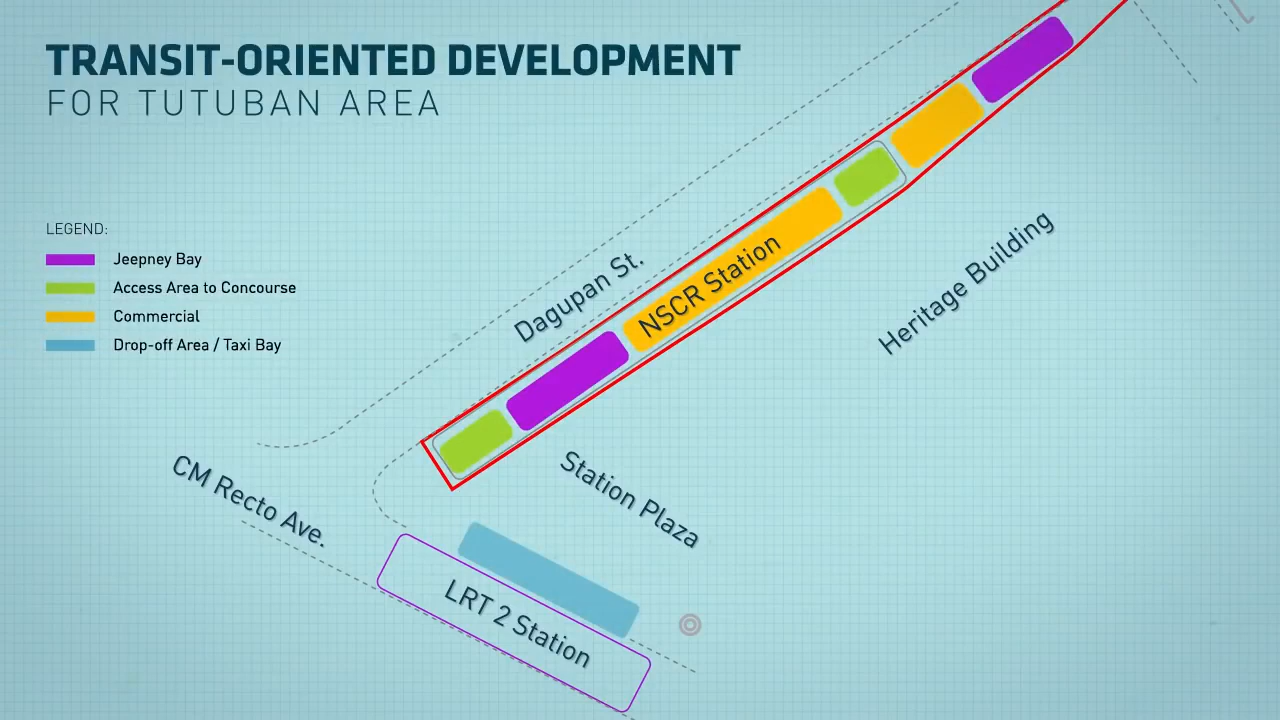 TRANSIT-ORIENTED DEVELOPMENT
FOR TUTUBAN AREA
LEGEND:
Jeepney Bay
Access Area to Concourse
Commercial
Drop-off Area / Taxi Bay
Dagupan St.
NSCR Station
Heritage Building
CM Recto Ave.
Station Plaza
LRT 2 Station